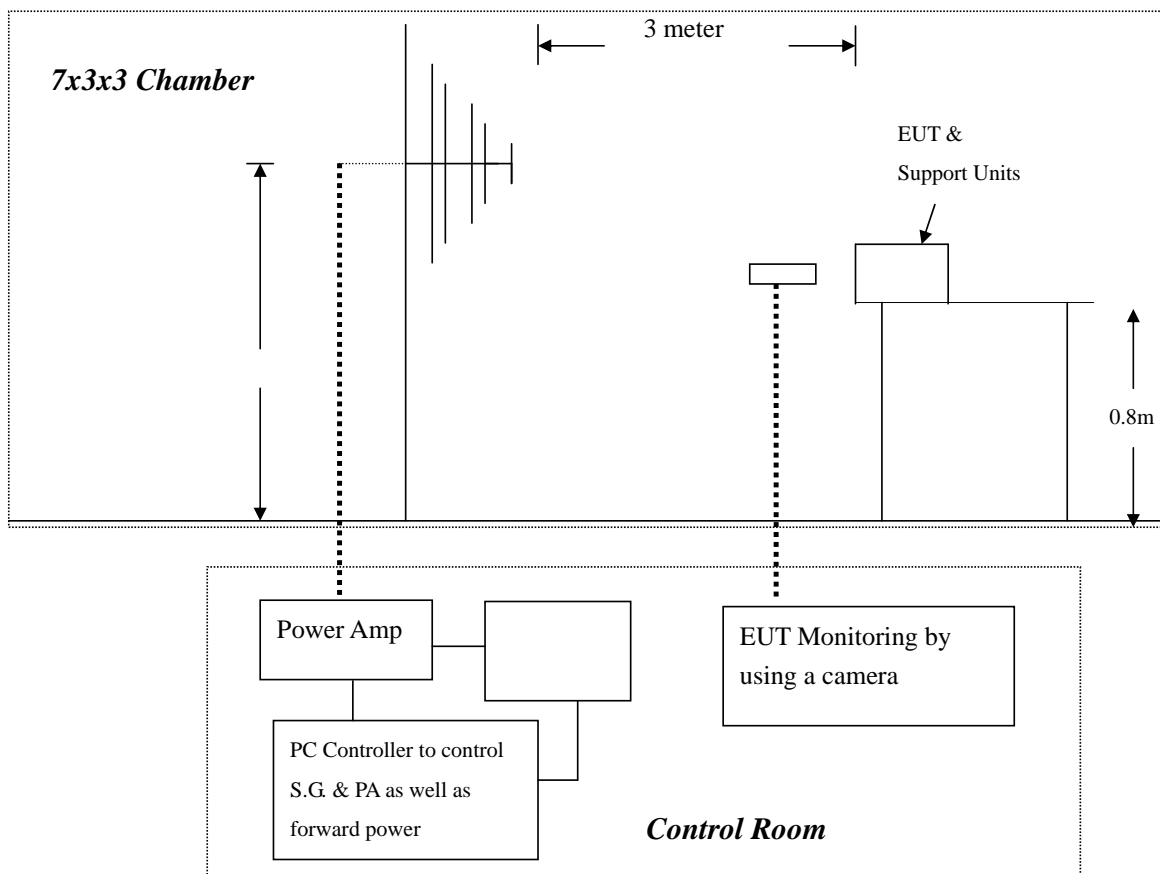 3 meter
7x3x3 Chamber
EUT &
Support Units
0.8m
Power Amp
EUT Monitoring by
using a camera
PC Controller to control
S.G. & PA as well as
forward power
Control Room